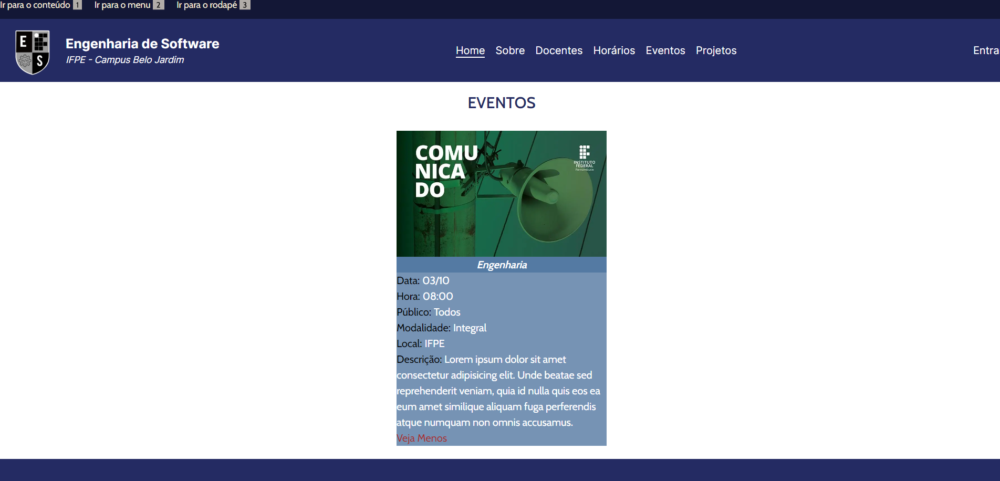 Ir para o conteúdo 1 Ir para o menu 2 Ir para o rodapé 3
E
S
Engenharia de Software
IFPE - Campus Belo Jardim
Home Sobre Docentes Horários Eventos Projetos
Entra
EVENTOS
COMU
NICA
DO
INSTITUTO
FEDERAL
Pernambuco
Engenharia
Data: 03/10
Hora: 08:00
Público: Todos
Modalidade: Integral
Local: IFPE
Descrição: Lorem ipsum dolor sit amet
consectetur adipisicing elit. Unde beatae sed
reprehenderit veniam, quia id nulla quis eos ea
eum amet similique aliquam fuga perferendis
atque numquam non omnis accusamus.
Veja Menos